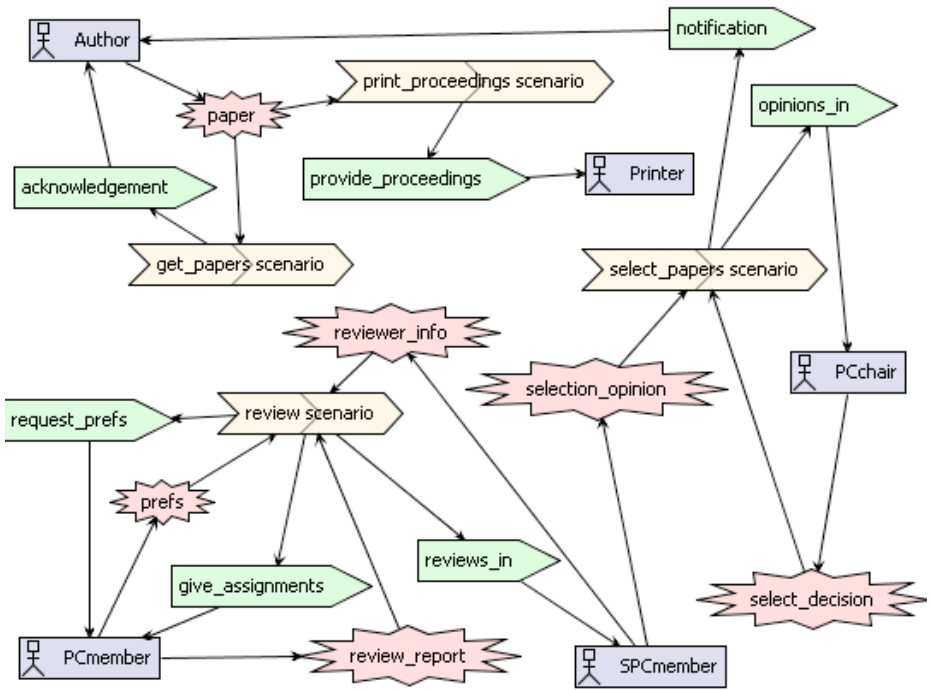 notification
Author
print_proceedings scenario
opinions_in
paper
acknowledgement
provide_proceedings
Printer
get_papers scenario
select_papers scenario
reviewer_info
PCchair
selection_opinion
review scenario
request_prefs
prefs
reviews_in
give_assignments
select_decision
PCmember
review_report
SPCmember